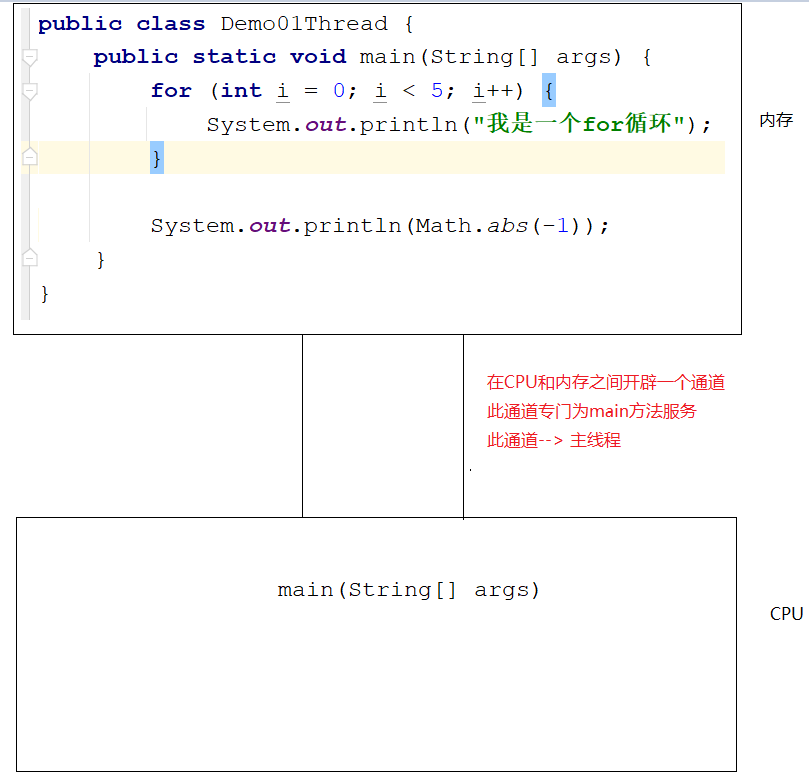 public class Demo01Thread {
public static void main(String[] args) {
for (int i = 0; i < 5; i++) {
System.out.println("我是一个for循环");
}
System.out.println(Math.abs(-1));
}
}
内存
在CPU和内存之间开辟一个通道
此通道专门为main方法服务
此通道--> 主线程
main(String[] args)
CPU